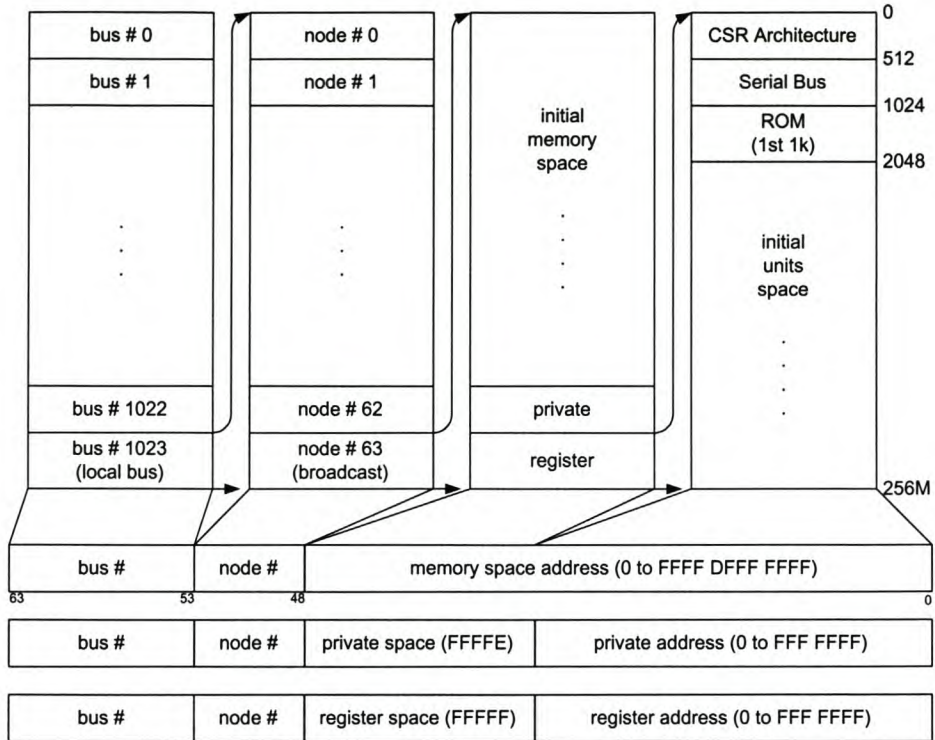 bus # 0
bus # 1
bus # 1022
bus # 1023
(local bus)
node # 0
node # 1
node # 62
node # 63
(broadcast)
initial
memory
space
private
register
CSR Architecture
Serial Bus
ROM
(1st 1k)
initial
units
space
0
512
1024
2048
256M
bus #
node #
memory space address (0 to FFFF DFFF FFFF)
63
53
48
0
bus #
node #
private space (FFFFE)
private address (0 to FFF FFFF)
bus #
node #
register space (FFFFF)
register address (0 to FFF FFFF)